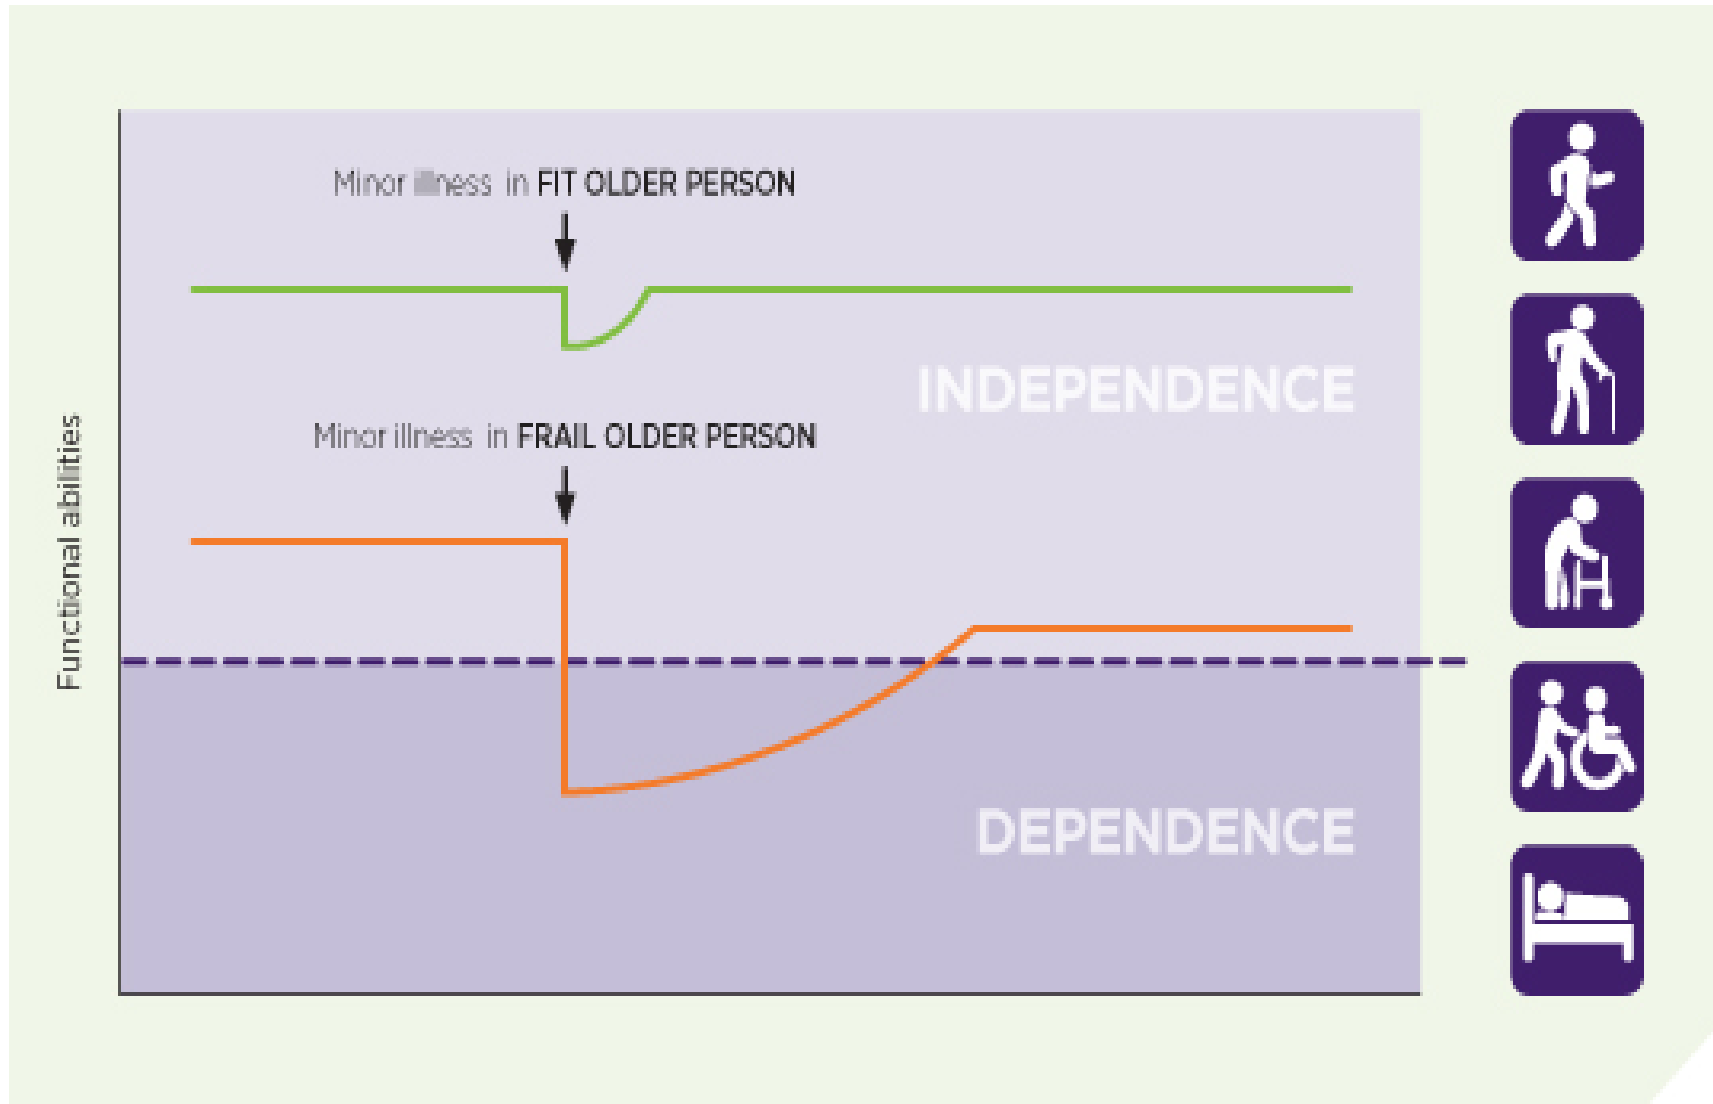 Minor illness in FIT OLDER PERSON
INDEPENDENCE
Minor illness in FRAIL OLDER PERSON
Functional abilities
DEPENDENCE